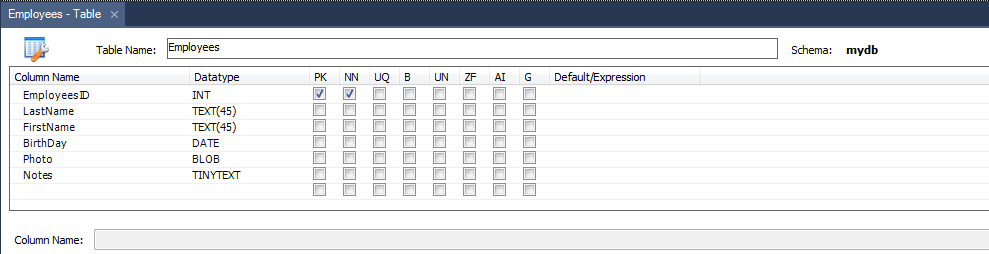 Employees - Table
Table Name: Employees Schema: mydb
Column Name Datatype PK NN UQ B UN ZF AI G Default/Expression
EmployeesID INT
LastName TEXT(45)
FirstName TEXT(45)
BirthDay DATE
Photo BLOB
Notes TINYTEXT
Column Name: